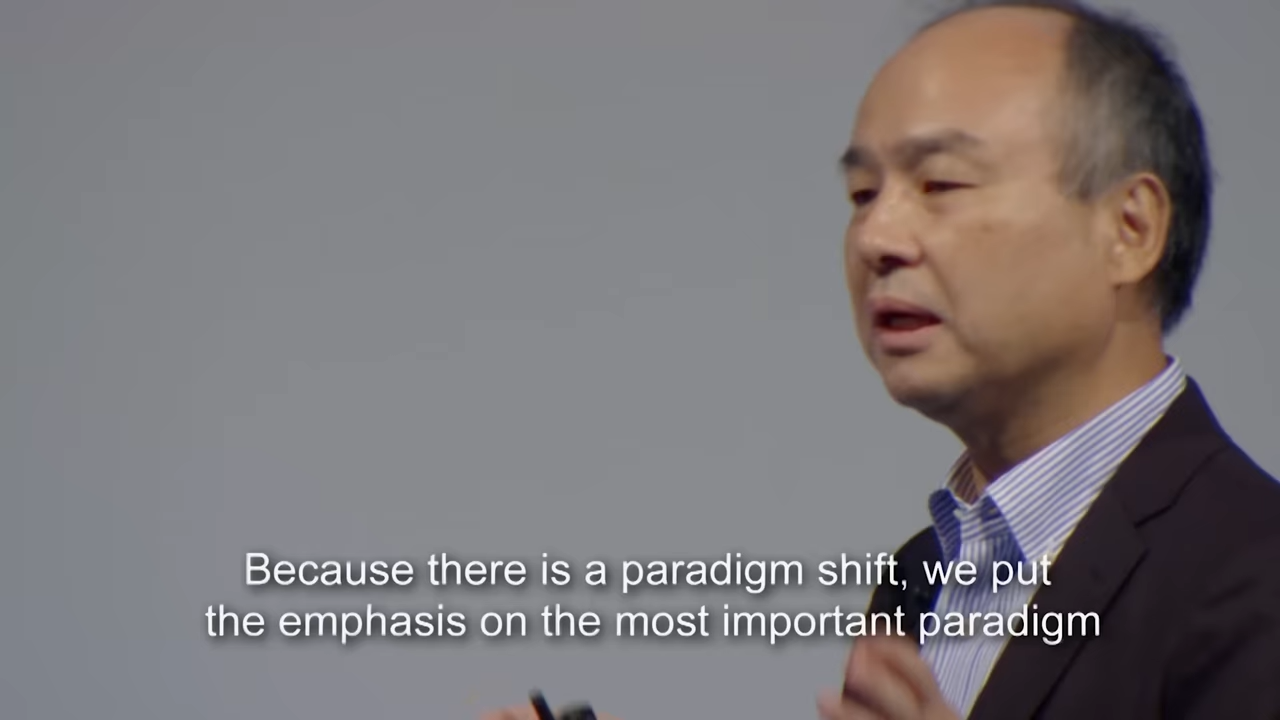 Because there is a paradigm shift, we put
the emphasis on the most important paradigm